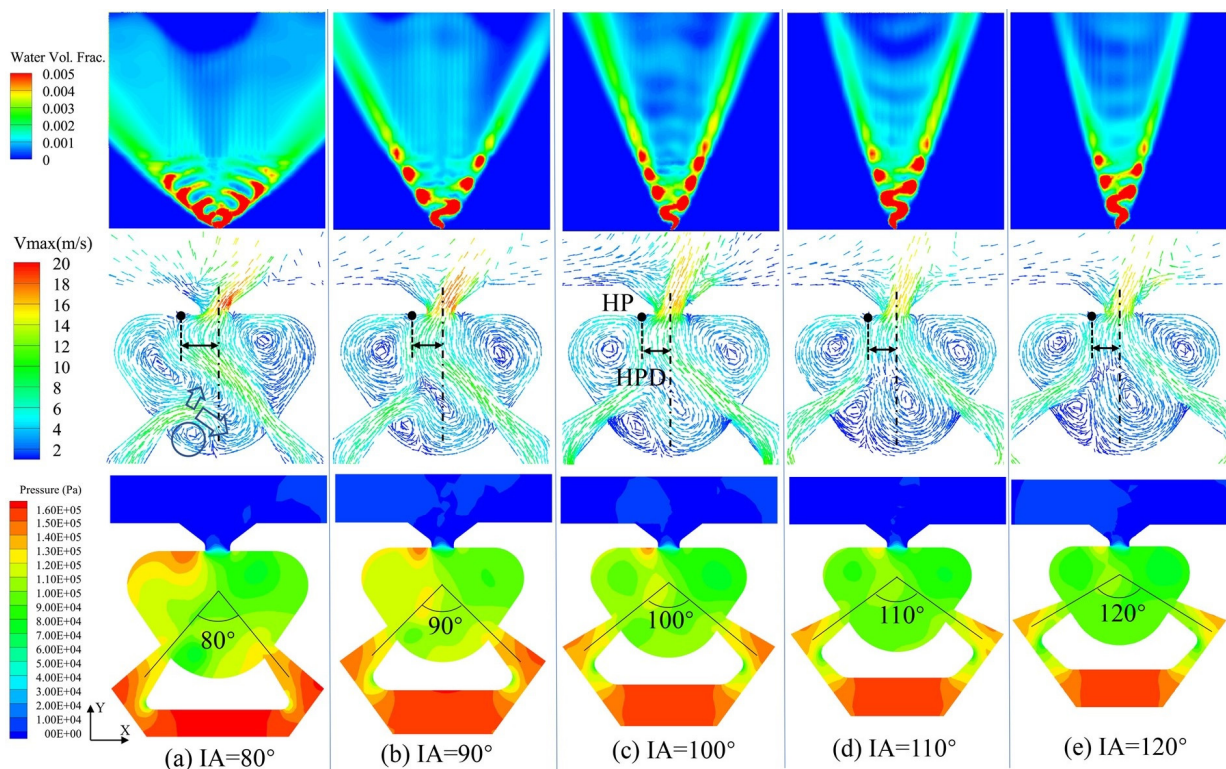 Water Vol. Frac.
0.005
0.004
0.003
0.002
0.001
0
Vmax(m/s)
20
18
16
14
12
10
8
6
4
2
HP
HPD
Pressure (Pa)
1.60E+05
1.50E+05
1.40E+05
1.30E+05
1.20E+05
1.10E+05
1.00E+05
9.00E+04
8.00E+04
7.00E+04
6.00E+04
5.00E+04
4.00E+04
3.00E+04
2.00E+04
1.00E+04
00E+00
80°
90°
100°
110°
120°
Y
X
(a) IA=80°
(b) IA=90°
(c) IA=100°
(d) IA=110°
(e) IA=120°